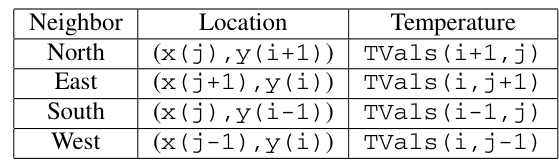 Neighbor Location Temperature
North (x(j),y(i+1)) TVals(i+1,j)
East (x(j+1),y(i)) TVals(i,j+1)
South (x(j),y(i-1)) TVals(i-1,j)
West (x(j-1),y(i)) TVals(i,j-1)